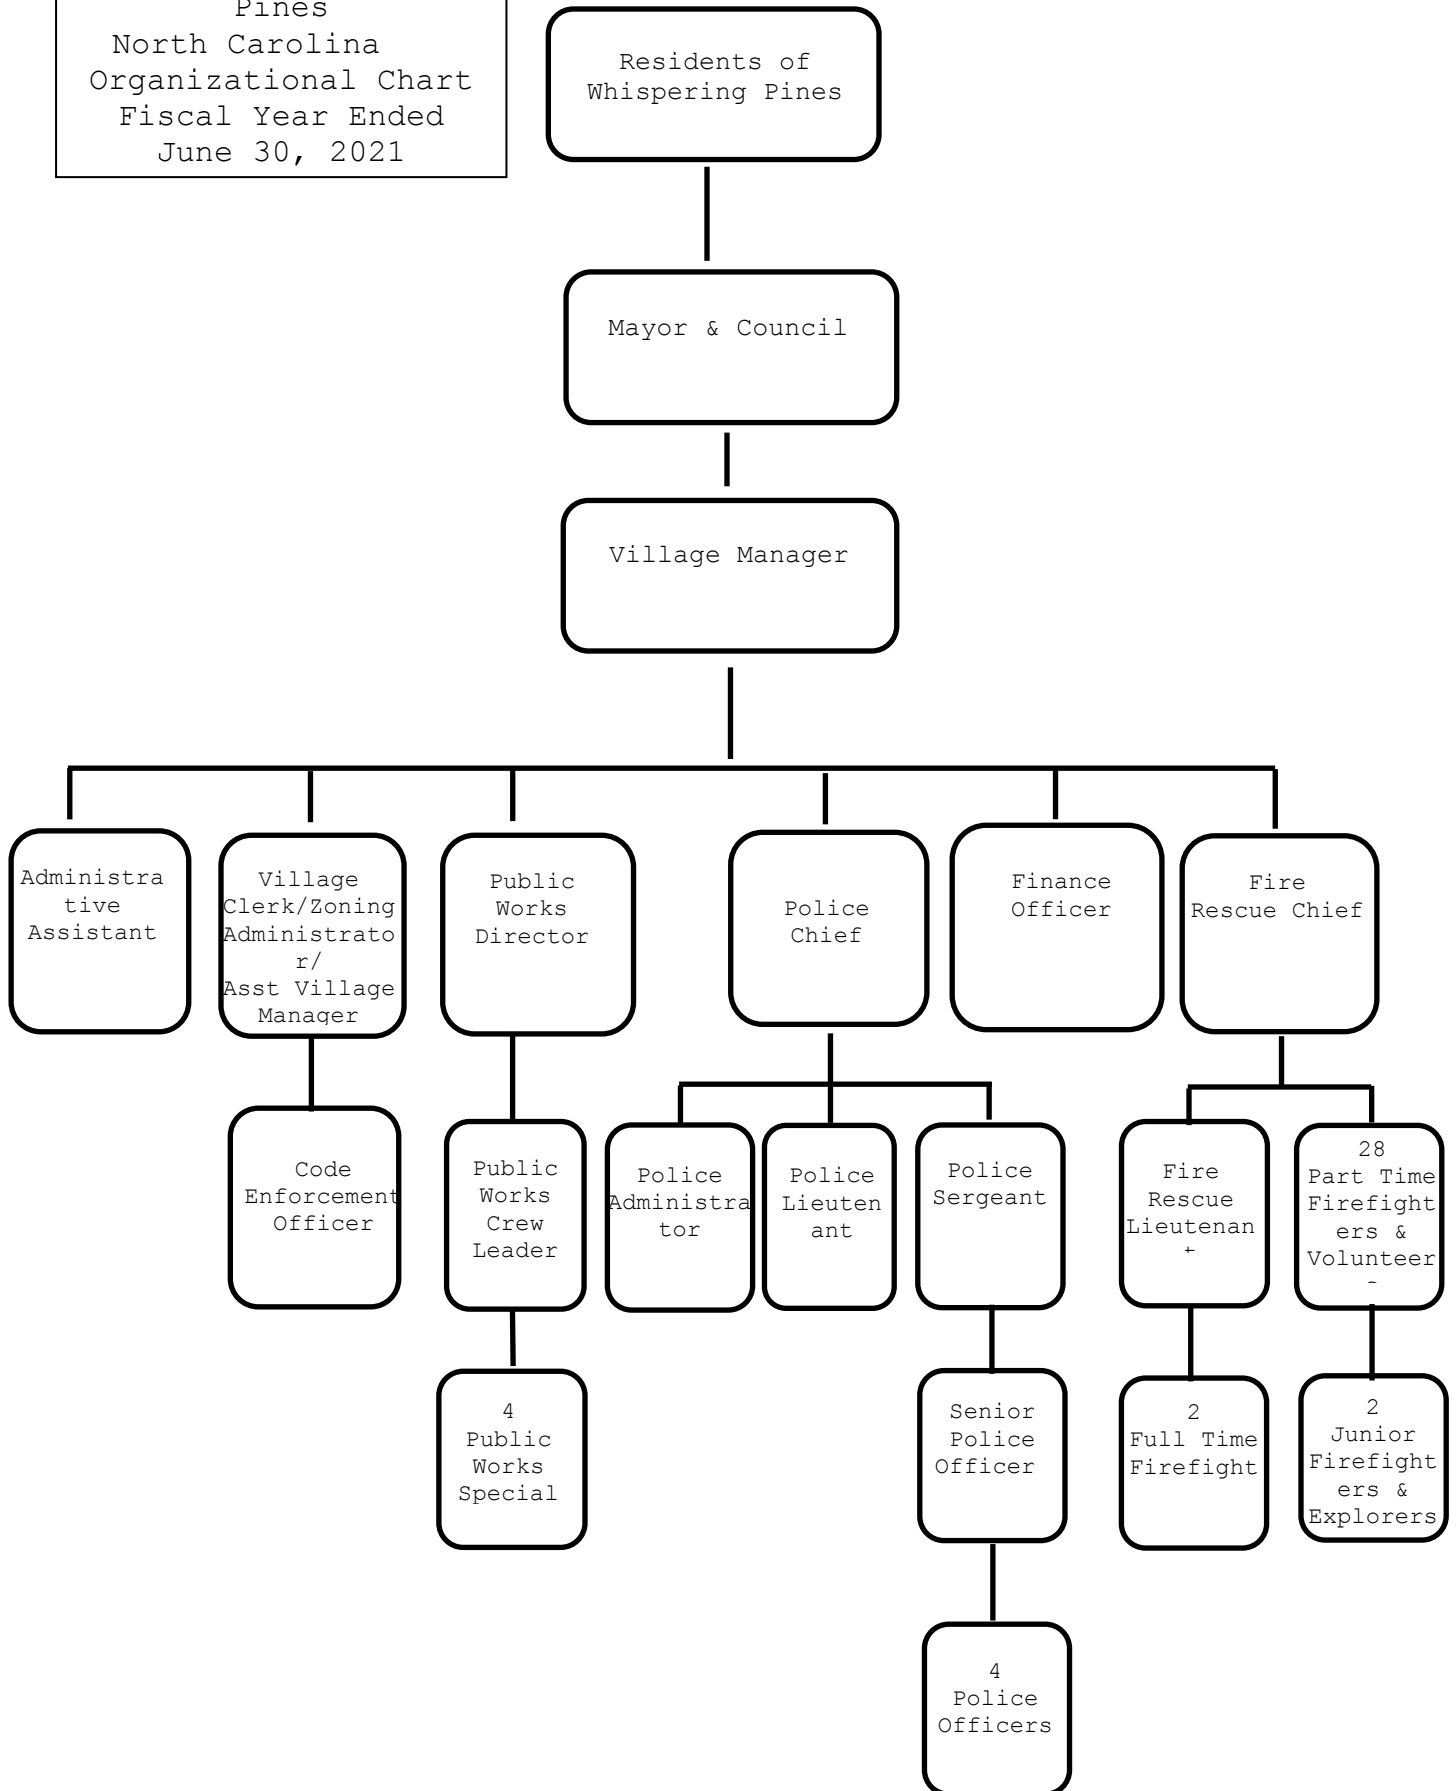 Pines
North Carolina
Organizational Chart
Fiscal Year Ended
June 30, 2021
Residents of
Whispering Pines
Mayor & Council
Village Manager
Administra
tive
Assistant
Village
Clerk/Zoning
Administrato
r/
Asst Village
Manager
Public
Works
Director
Police
Chief
Finance
Officer
Fire
Rescue Chief
Code
Enforcement
Officer
Public
Works
Crew
Leader
Police
Administra
tor
Police
Lieuten
ant
Police
Sergeant
Fire
Rescue
Lieutenan
28
Part Time
Firefight
ers &
Volunteer
4
Public
Works
Special
Senior
Police
Officer
2
Full Time
Firefight
2
Junior
Firefight
ers &
Explorers
4
Police
Officers